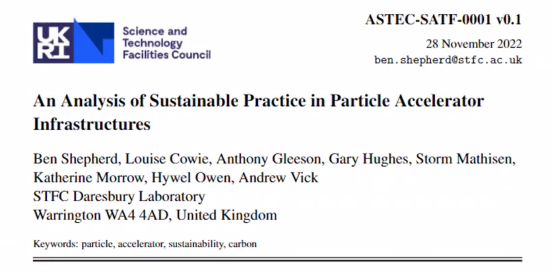 UK
RI
Science and
Technology
Facilities Council
ASTEC-SATF-0001 v0.1
28 November 2022
ben.shepherd@stfc.ac.uk
An Analysis of Sustainable Practice in Particle Accelerator
Infrastructures
Ben Shepherd, Louise Cowie, Anthony Gleeson, Gary Hughes, Storm Mathisen,
Katherine Morrow, Hywel Owen, Andrew Vick
STFC Daresbury Laboratory
Warrington WA4 4AD, United Kingdom
Keywords: particle, accelerator, sustainability, carbon